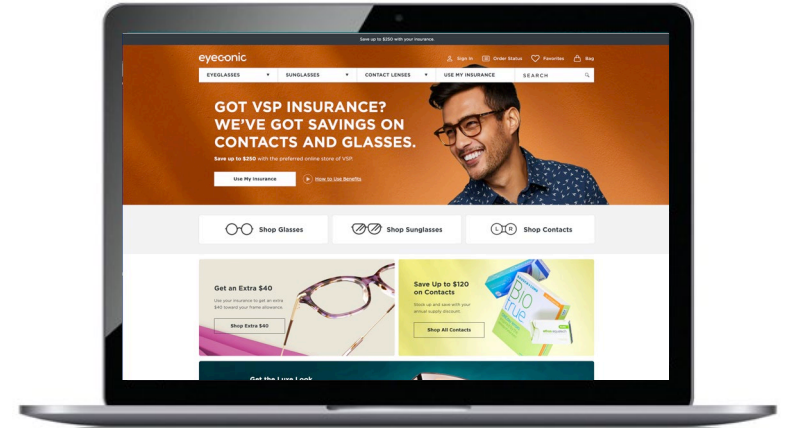 Save up to $250 with your insurance.
eyeconic
Sign In
Order Status
Favorites
Bag
EYEGLASSES
SUNGLASSES
CONTACT LENSES
USE MY INSURANCE
SEARCH
GOT VSP INSURANCE?
WE'VE GOT SAVINGS ON
CONTACTS AND GLASSES.
Save up to $250 with the preferred online store of VSP.
Use My Insurance
How to Use Benefits
Shop Glasses
Shop Sunglasses
L R
Shop Contacts
Get an Extra $40
Use your insurance to get an extra
$40 toward your frame allowance.
Shop Extra $40
Save Up to $120
on Contacts
Stock up and save with your
annual supply discount.
Shop All Contacts
Bio
true
Get the Luxe Look